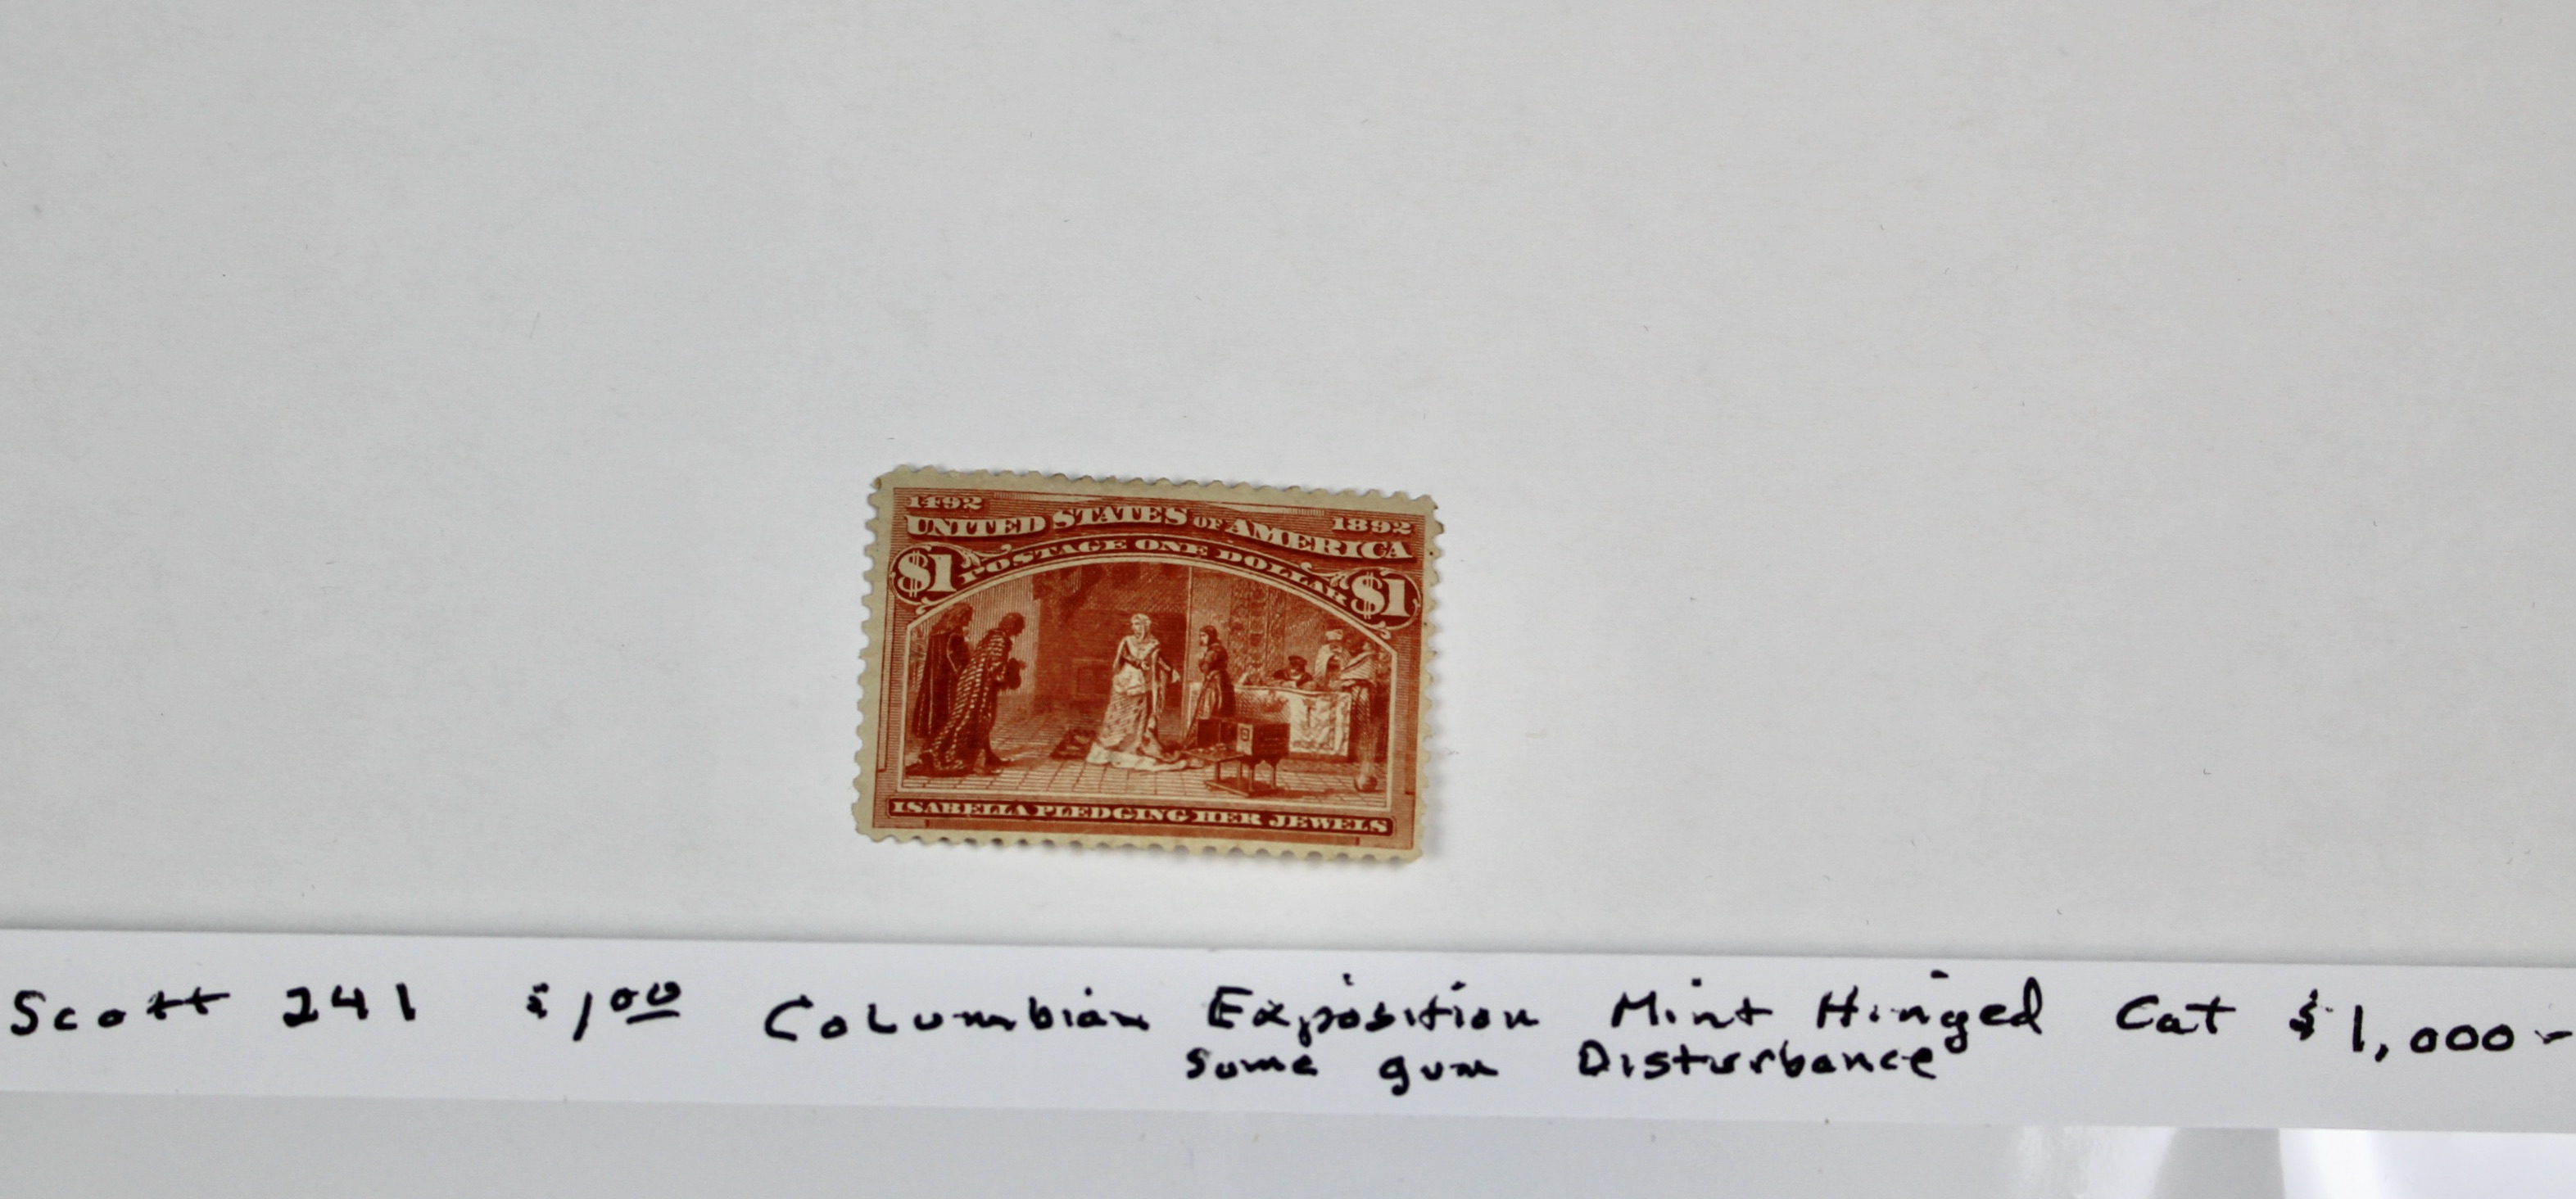 1492
1892
UNITED STATES OF AMERICA
$1 POSTAGE ONE DOLLAR $1
ISABELLA PLEDGING HER JEWELS
Scott 241 $1.00 Columbian Exposition Mint Hinged Cat $1,000-
Some gum Disturbance